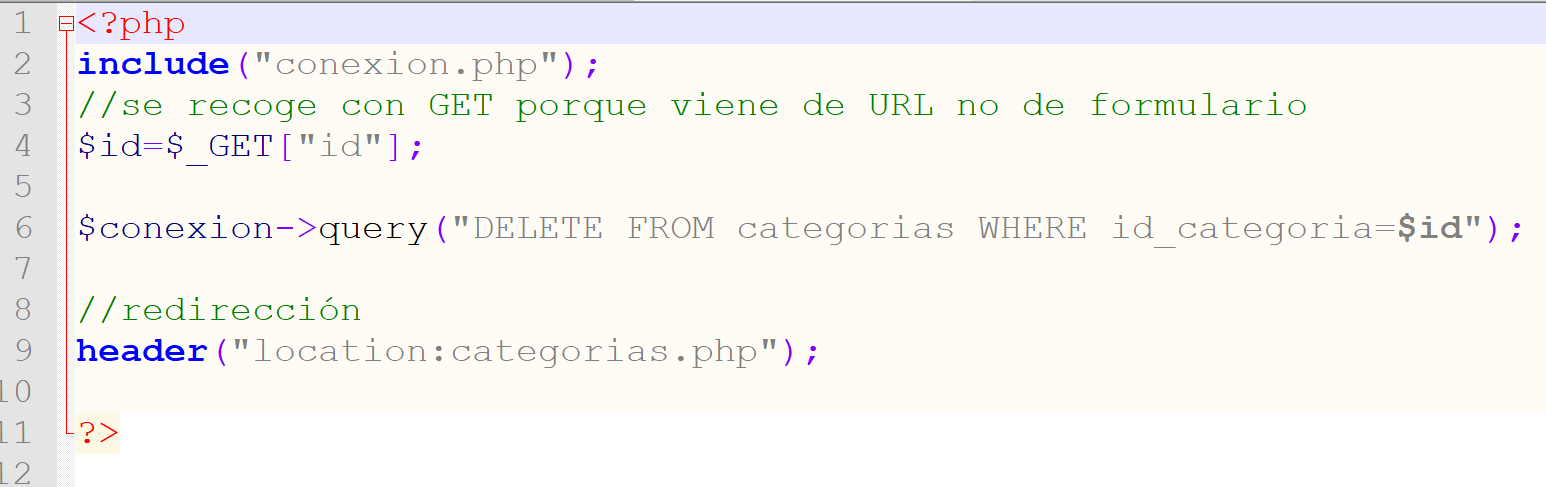 1 <?php
2 include("conexion.php");
3 //se recoge con GET porque viene de URL no de formulario
4 $id=$_GET["id"];
5
6 $conexion->query("DELETE FROM categorias WHERE id_categoria=$id");
7
8 //redirección
9 header("location:categorias.php");
10
11 ?>
12